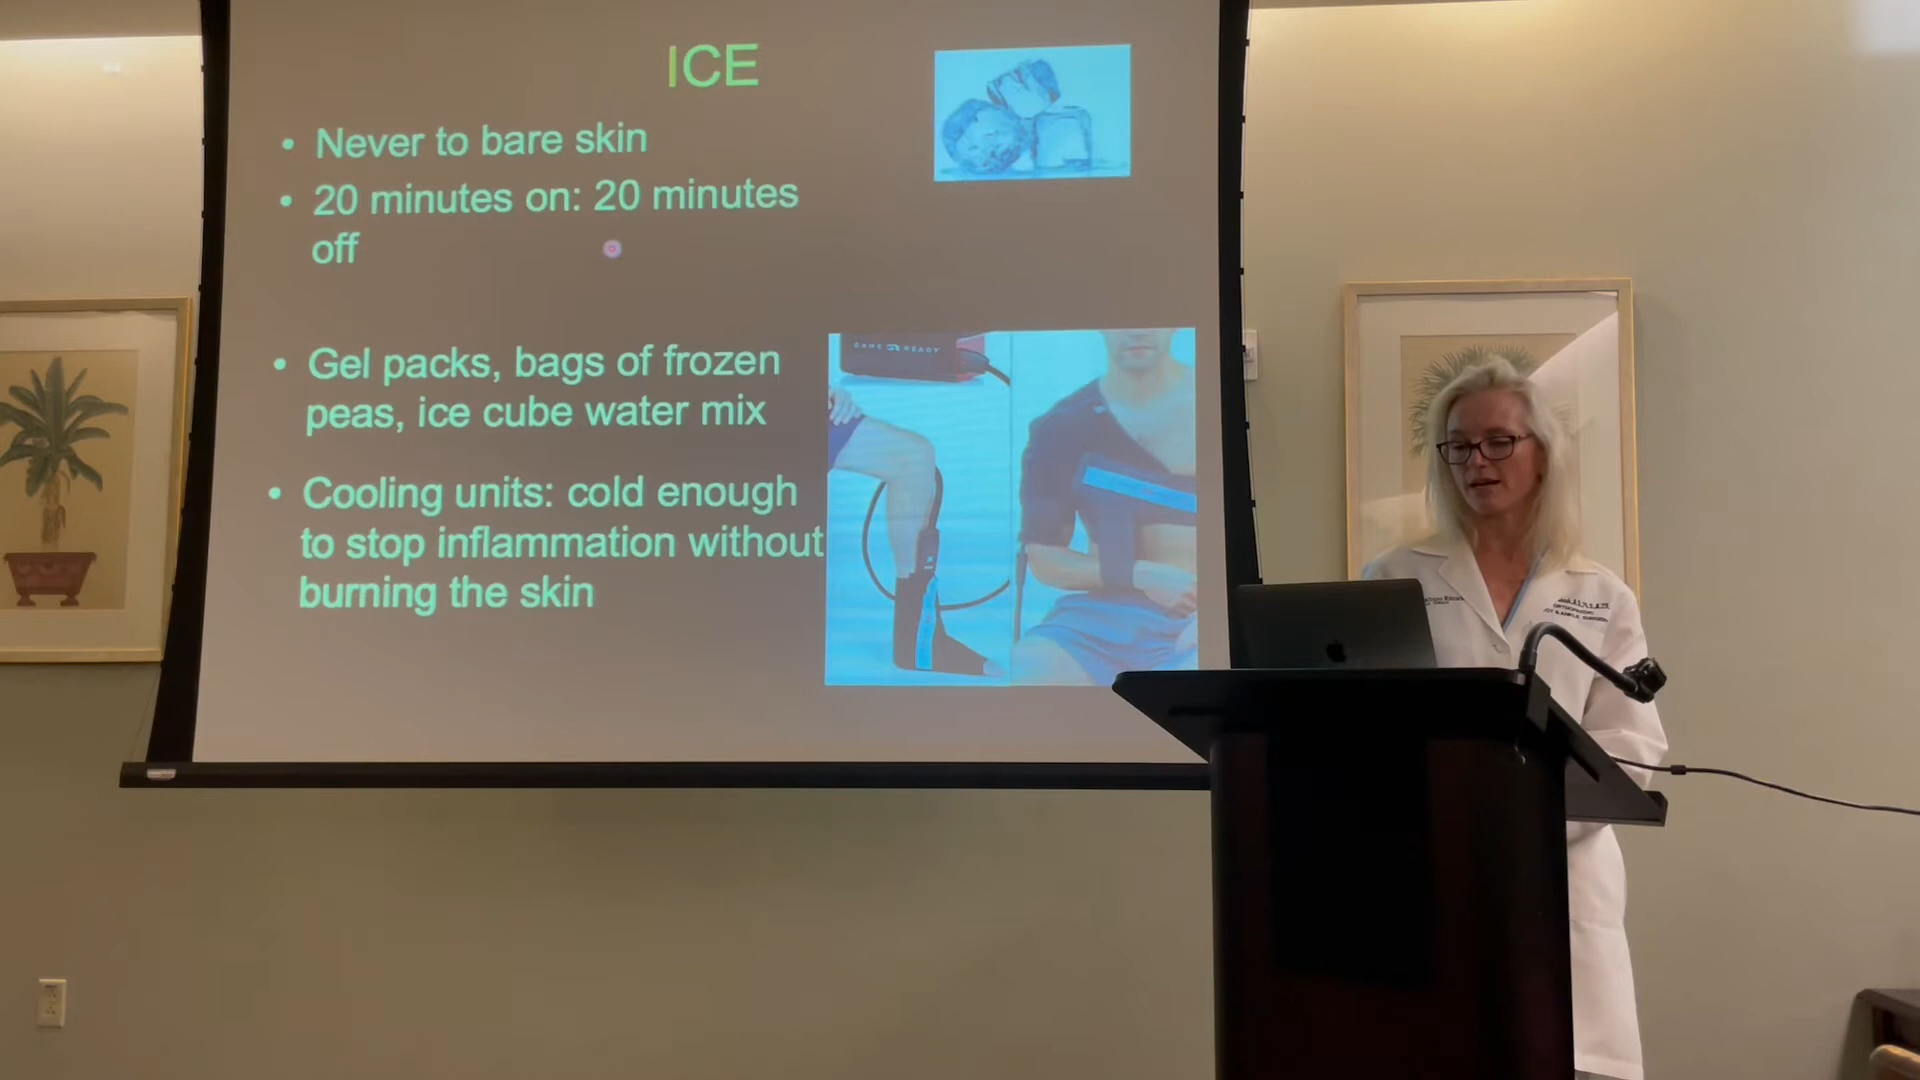 ICE
• Never to bare skin
• 20 minutes on: 20 minutes
off
• Gel packs, bags of frozen
peas, ice cube water mix
• Cooling units: cold enough
to stop inflammation without
burning the skin
GAME READY
ORTHOPAEDIC